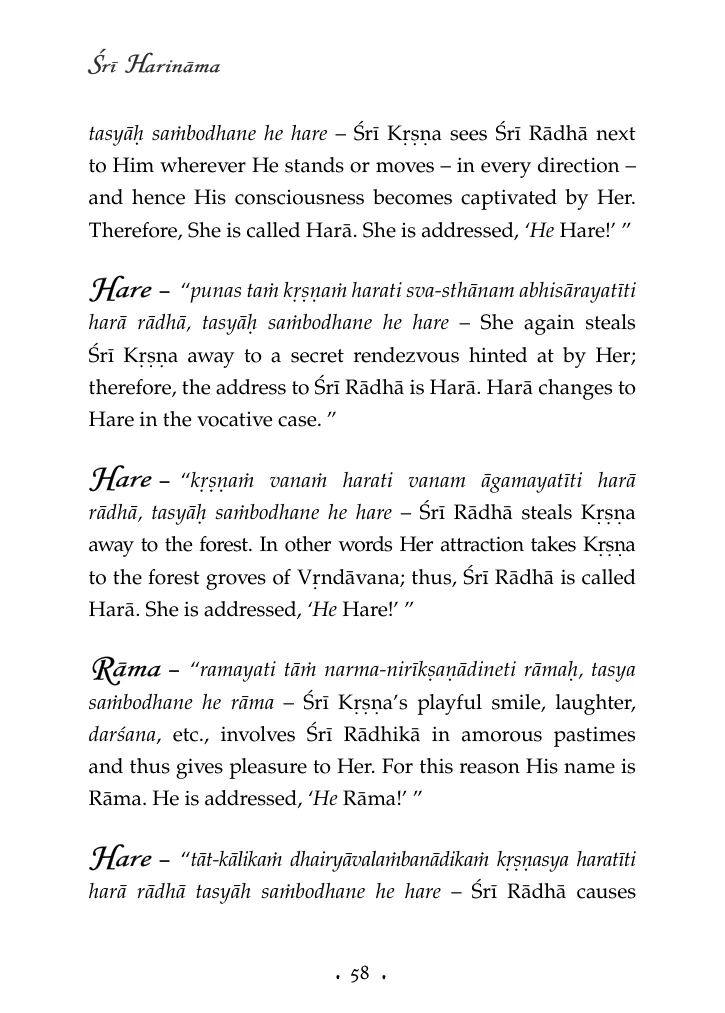 Śrī Harināma
tasyāḥ saṁbodhane he hare – Śrī Kṛṣṇa sees Śrī Rādhā next
to Him wherever He stands or moves – in every direction –
and hence His consciousness becomes captivated by Her.
Therefore, She is called Harā. She is addressed, ‘He Hare!’ ”
Hare – “punas taṁ kṛṣṇaṁ harati sva-sthānam abhisārayatīti
harā rādhā, tasyāḥ saṁbodhane he hare – She again steals
Śrī Kṛṣṇa away to a secret rendezvous hinted at by Her;
therefore, the address to Śrī Rādhā is Harā. Harā changes to
Hare in the vocative case. ”
Hare – “kṛṣṇaṁ vanaṁ harati vanam āgamayatīti harā
rādhā, tasyāḥ saṁbodhane he hare – Śrī Rādhā steals Kṛṣṇa
away to the forest. In other words Her attraction takes Kṛṣṇa
to the forest groves of Vṛndāvana; thus, Śrī Rādhā is called
Harā. She is addressed, ‘He Hare!’ ”
Rāma – “ramayati tāṁ narma-nirīkṣaṇādineti rāmaḥ, tasya
saṁbodhane he rāma – Śrī Kṛṣṇa’s playful smile, laughter,
darśana, etc., involves Śrī Rādhikā in amorous pastimes
and thus gives pleasure to Her. For this reason His name is
Rāma. He is addressed, ‘He Rāma!’ ”
Hare – “tāt-kālikaṁ dhairyāvalaṁbanādikaṁ kṛṣṇasya haratīti
harā rādhā tasyāh saṁbodhane he hare – Śrī Rādhā causes
. 58 .